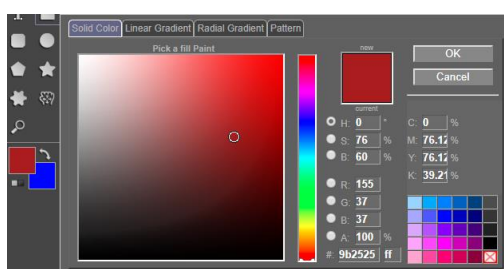 Solid Color Linear Gradient Radial Gradient Pattern
Pick a fill Paint
new
current
OK
Cancel
H: 0 °
S: 76 %
B: 60 %
R: 155
G: 37
B: 37
A: 100 %
#: 9b2525 ff
C: 0 %
M: 76.12 %
Y: 76.12 %
K: 39.21 %